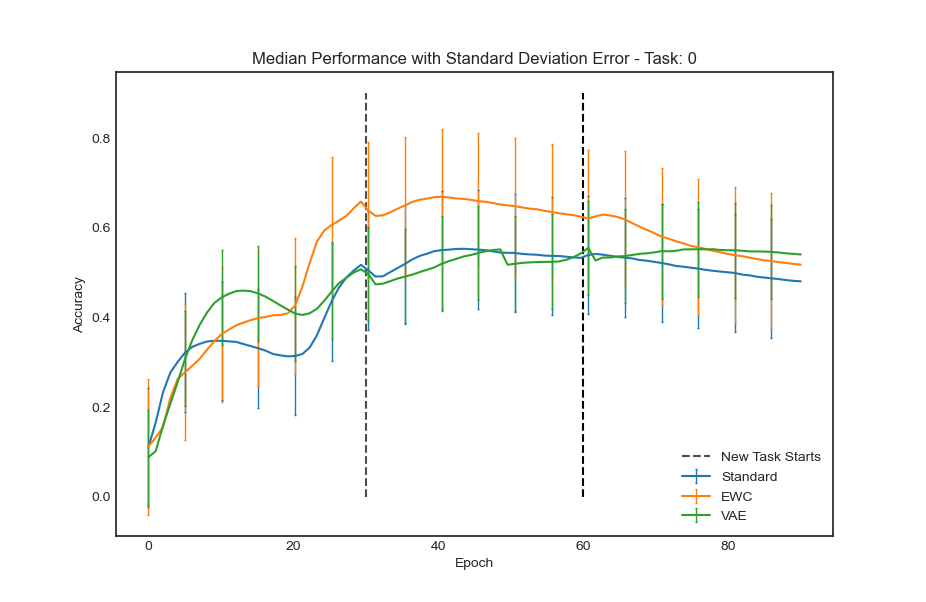 Median Performance with Standard Deviation Error - Task: 0
Accuracy
0.8
0.6
0.4
0.2
0.0
New Task Starts
Standard
EWC
VAE
0 20 40 60 80
Epoch